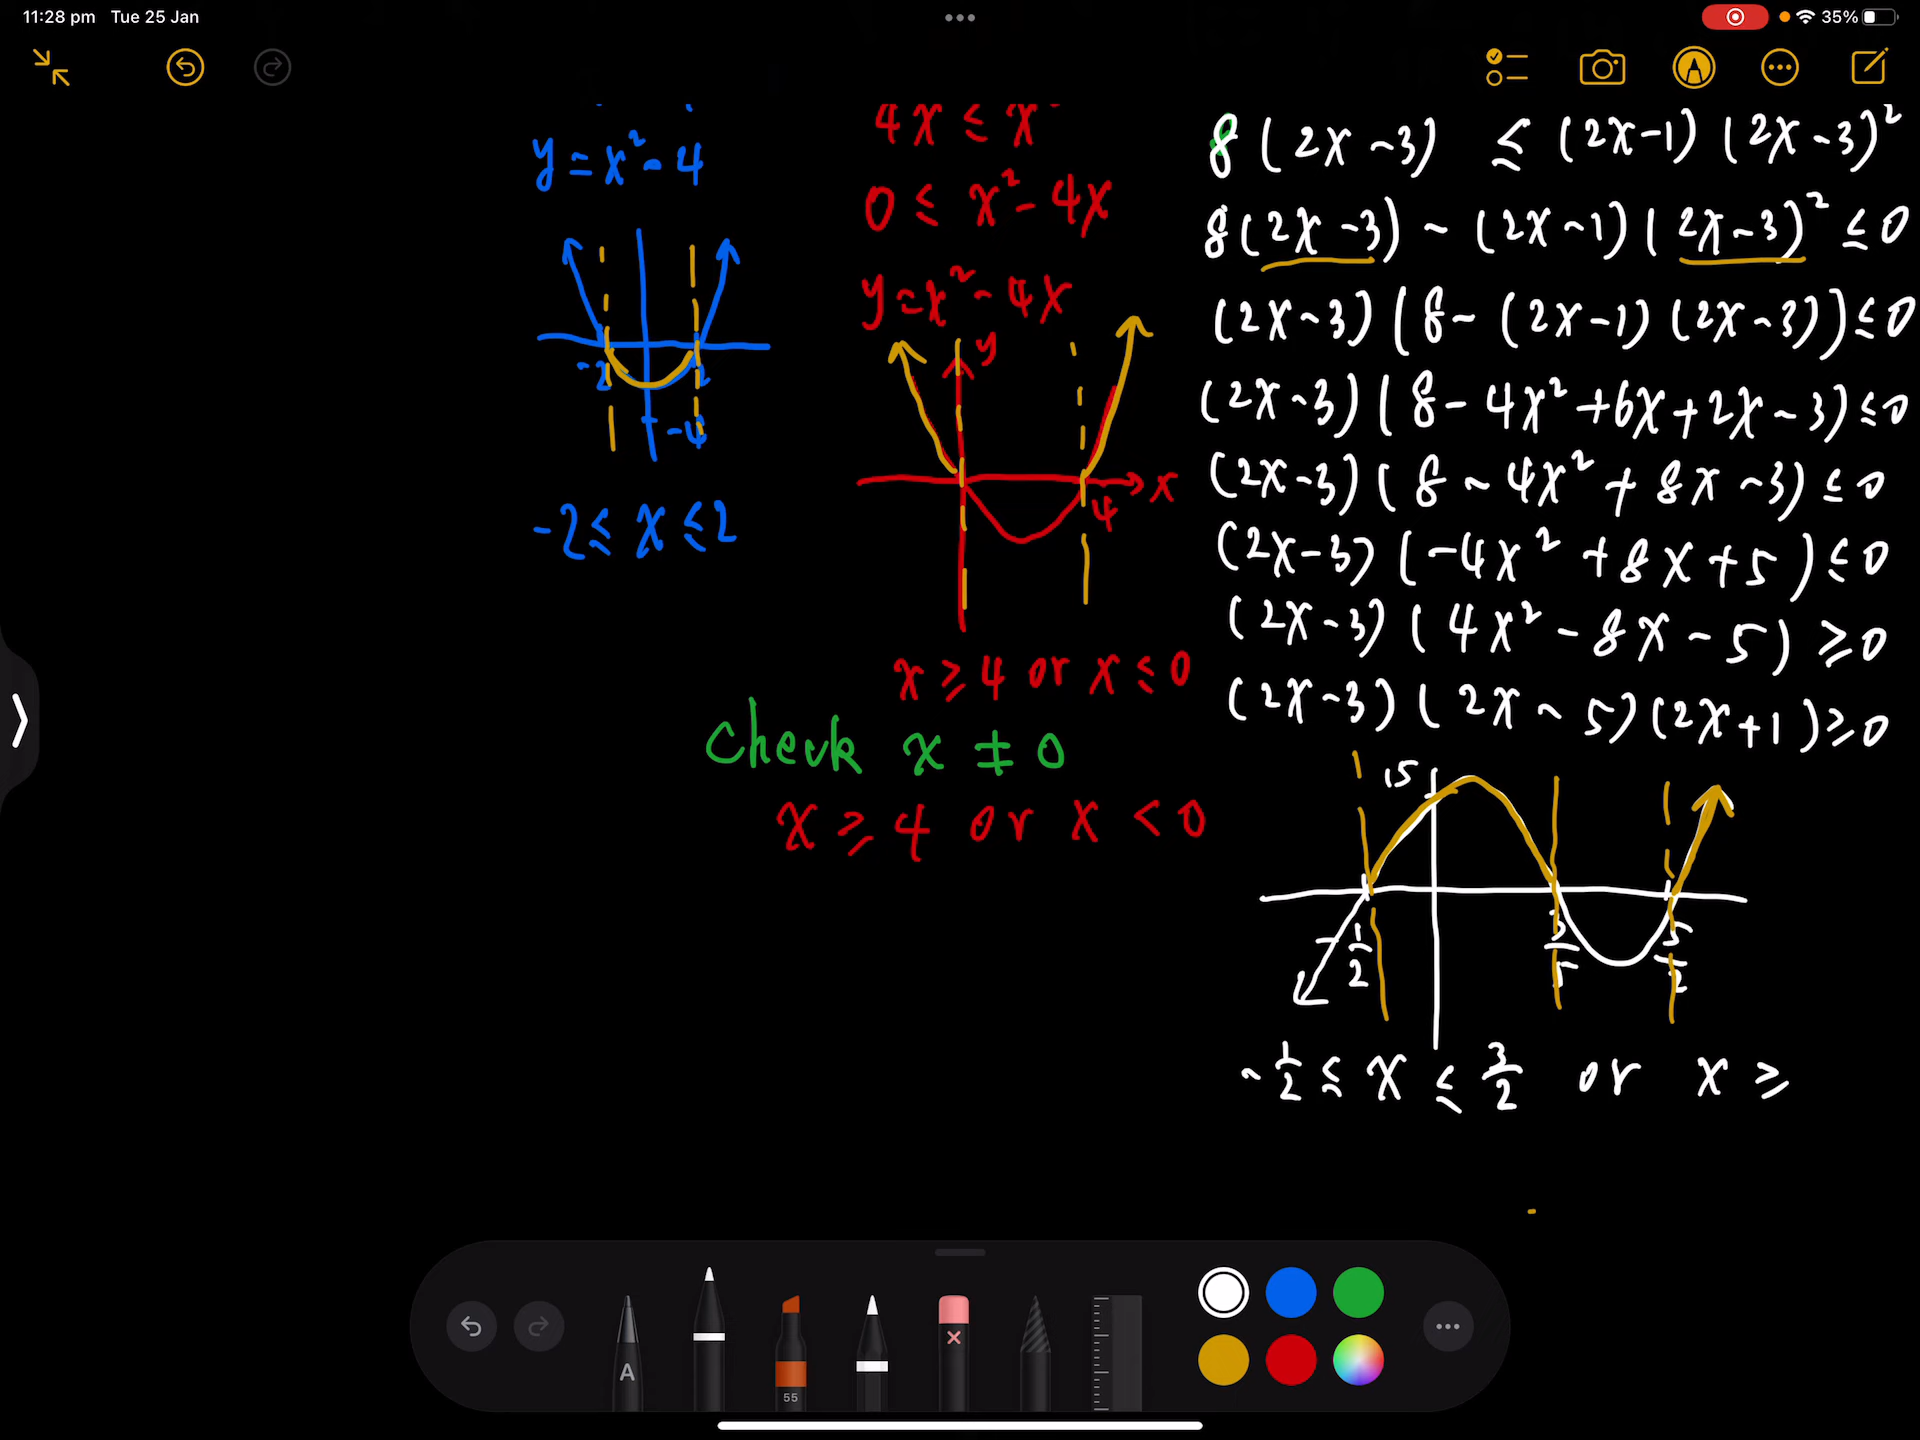 11:28 pm Tue 25 Jan
35%
y = x² - 4
-2 2
-4
-2 ≤ x ≤ 2
4x ≤ x
0 ≤ x² - 4x
y = x² - 4x
y
x
4
x ≥ 4 or x ≤ 0
Check x ≠ 0
x ≥ 4 or x < 0
8(2x-3) ≤ (2x-1)(2x-3)²
8(2x-3) - (2x-1)(2x-3)² ≤ 0
(2x-3)(8-(2x-1)(2x-3)) ≤ 0
(2x-3)(8-4x²+6x+2x-3) ≤ 0
(2x-3)(8-4x²+8x-3) ≤ 0
(2x-3)(-4x²+8x+5) ≤ 0
(2x-3)(4x²-8x-5) ≥ 0
(2x-3)(2x-5)(2x+1) ≥ 0
15
-1/2 5/2
-1/2 ≤ x ≤ 3/2 or x ≥
A
55